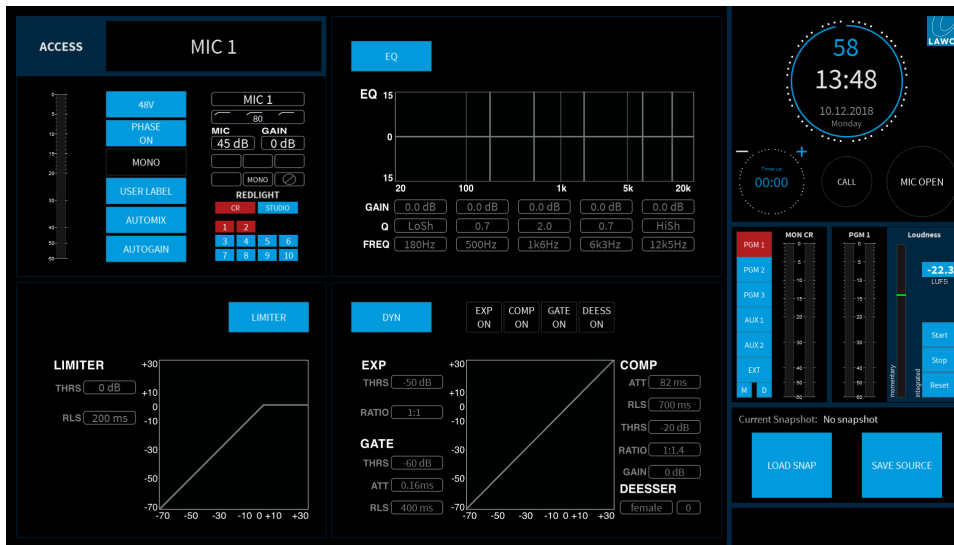 ACCESS
MIC 1
48V
PHASE
ON
MONO
USER LABEL
AUTOMIX
AUTOGAIN
0
5
10
20
30
40
50
60
MIC 1
80
MIC GAIN
45 dB 0 dB
MONO
REDLIGHT
CR STUDIO
1 2
3 4 5 6
7 8 9 10
EQ
EQ
15
0
15
20 100 1k 5k 20k
GAIN 0.0 dB 0.0 dB 0.0 dB 0.0 dB 0.0 dB
Q LoSh 0.7 2.0 0.7 HiSh
FREQ 180Hz 500Hz 1k6Hz 6k3Hz 12k5Hz
LIMITER
LIMITER
THRS 0 dB
RLS 200 ms
+30
+10
0
-10
-30
-50
-70
-70 -50 -30 -10 0 +10 +30
DYN
EXP
ON
COMP
ON
GATE
ON
DEESS
ON
EXP
THRS -50 dB
RATIO 1:1
GATE
THRS -60 dB
ATT 0.16ms
RLS 400 ms
+30
+10
0
-10
-30
-50
-70
-70 -50 -30 -10 0 +10 +30
COMP
ATT 82 ms
RLS 700 ms
THRS -20 dB
RATIO 1:1.4
GAIN 0 dB
DEESSER
female 0
LAWO
58
13:48
10.12.2018
Monday
− +
Timer up
00:00
CALL
MIC OPEN
PGM 1
PGM 2
PGM 3
AUX 1
AUX 2
EXT
M D
MON CR
PGM 1
Loudness
-22.3
LUFS
momentary
integrated
Start
Stop
Reset
Current Snapshot: No snapshot
LOAD SNAP
SAVE SOURCE